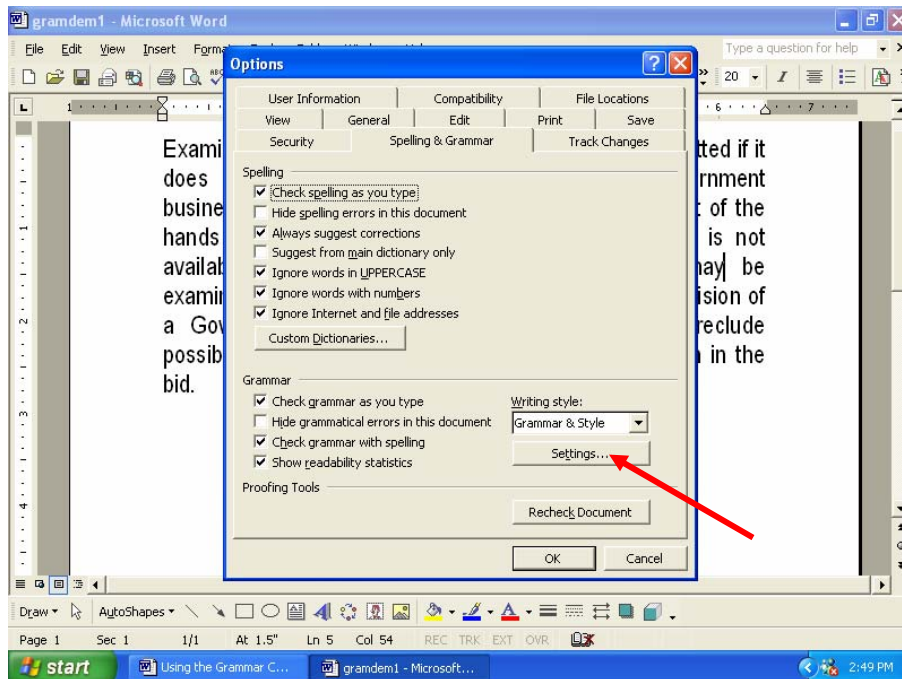 gramdem1 - Microsoft Word
File Edit View Insert
Type a question for help
Options
20
User Information Compatibility File Locations
View General Edit Print Save
Security Spelling & Grammar Track Changes
Spelling
Check spelling as you type
Hide spelling errors in this document
Always suggest corrections
Suggest from main dictionary only
Ignore words in UPPERCASE
Ignore words with numbers
Ignore Internet and file addresses
Custom Dictionaries...
Grammar
Check grammar as you type Writing style:
Hide grammatical errors in this document Grammar & Style
Check grammar with spelling
Settings...
Show readability statistics
Proofing Tools
Recheck Document
OK Cancel
Exami tted if it
does rnment
busine of the
hands is not
availab may be
examin ision of
a Gov reclude
possib in the
bid.
Draw AutoShapes
Page 1 Sec 1 1/1 At 1.5" Ln 5 Col 54 REC TRK EXT OVR
start Using the Grammar C... gramdem1 - Microsoft... 2:49 PM